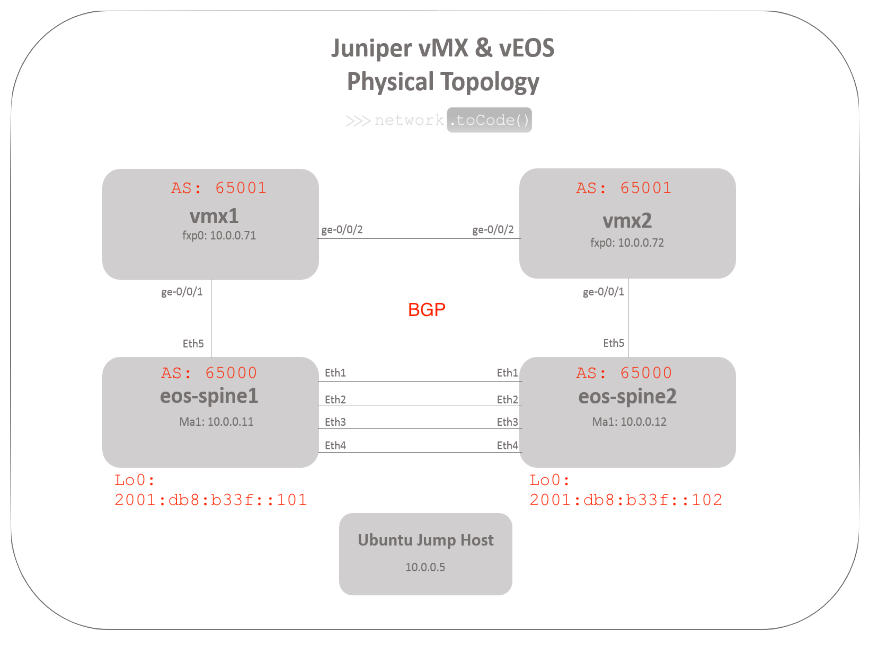 Juniper vMX & vEOS
Physical Topology
>>> network .toCode()
AS: 65001
vmx1
fxp0: 10.0.0.71
AS: 65001
vmx2
fxp0: 10.0.0.72
ge-0/0/2
ge-0/0/2
ge-0/0/1
ge-0/0/1
BGP
Eth5
Eth5
AS: 65000
eos-spine1
Ma1: 10.0.0.11
Eth1
Eth1
Eth2
Eth2
Eth3
Eth3
Eth4
Eth4
AS: 65000
eos-spine2
Ma1: 10.0.0.12
Lo0:
2001:db8:b33f::101
Lo0:
2001:db8:b33f::102
Ubuntu Jump Host
10.0.0.5